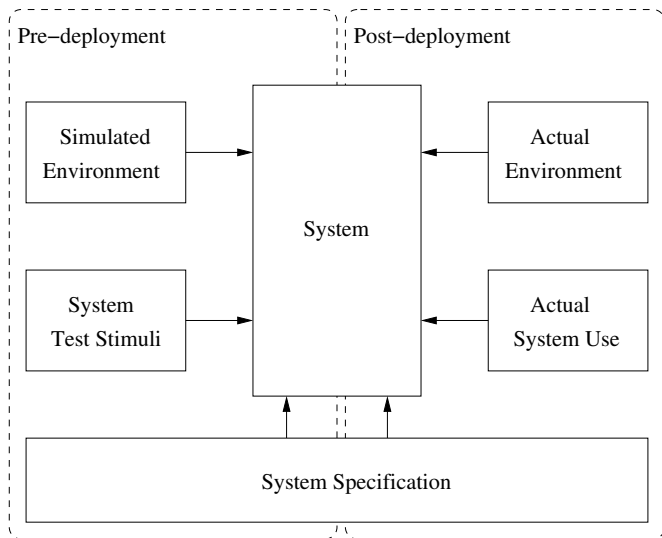 Pre−deployment
Post−deployment
Simulated
Environment
Actual
Environment
System
System
Test Stimuli
Actual
System Use
System Specification